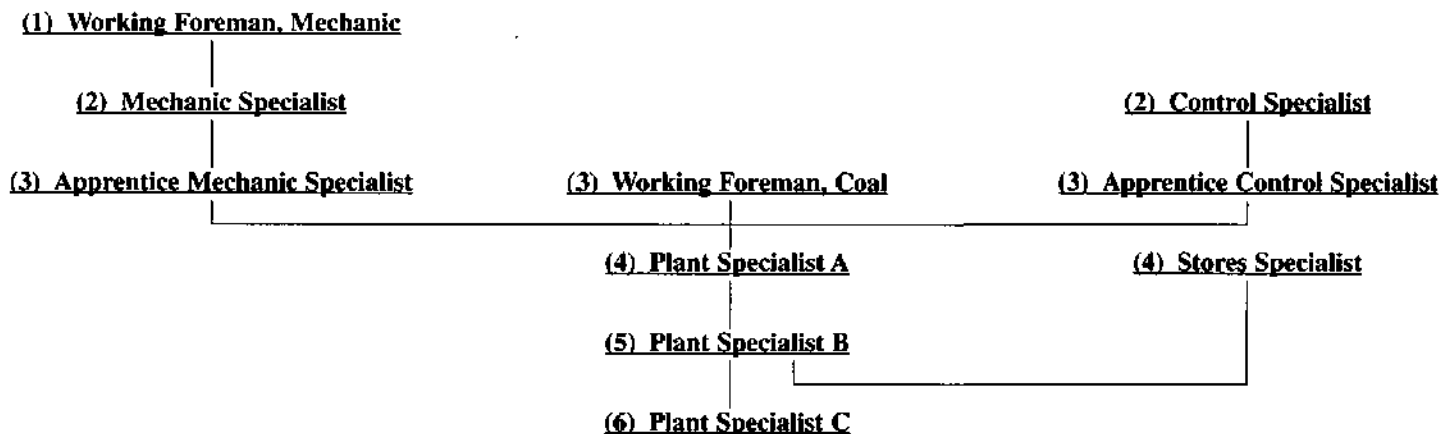 (1) Working Foreman, Mechanic
(2) Mechanic Specialist
(2) Control Specialist
(3) Apprentice Mechanic Specialist
(3) Working Foreman, Coal
(3) Apprentice Control Specialist
(4) Plant Specialist A
(4) Stores Specialist
(5) Plant Specialist B
(6) Plant Specialist C